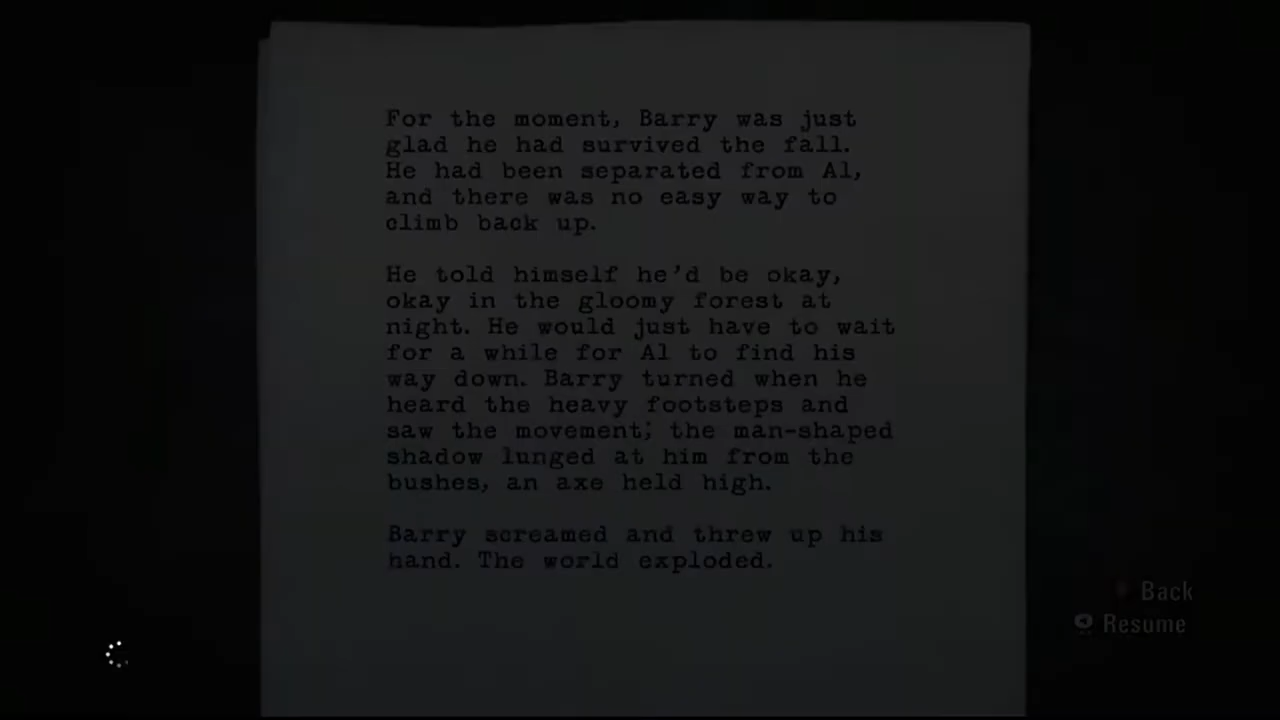 For the moment, Barry was just
glad he had survived the fall.
He had been separated from Al,
and there was no easy way to
climb back up.
He told himself he'd be okay,
okay in the gloomy forest at
night. He would just have to wait
for a while for Al to find his
way down. Barry turned when he
heard the heavy footsteps and
saw the movement; the man-shaped
shadow lunged at him from the
bushes, an axe held high.
Barry screamed and threw up his
hand. The world exploded.
Back
Resume